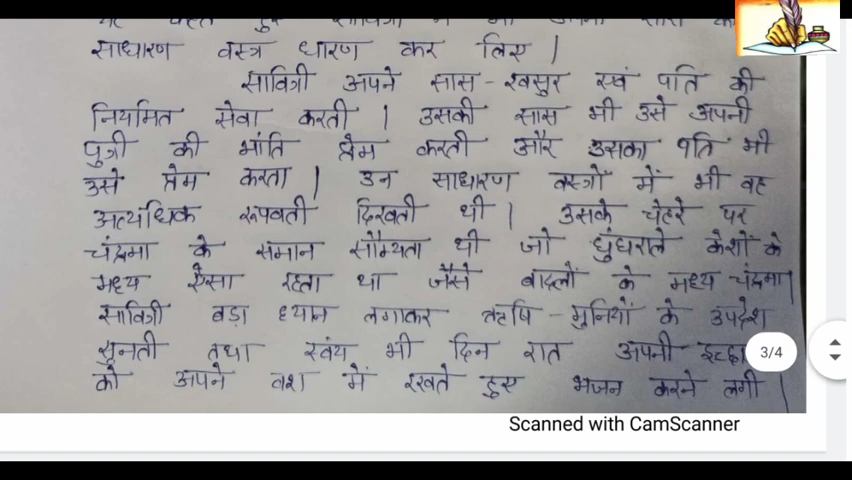 साधारण वस्त्र धारण कर लिए |
सावित्री अपने सास - श्वसुर एवं पति की
नियमित सेवा करती | उसकी सास भी उसे अपनी
पुत्री की भांति प्रेम करती और उसका पति भी
उसे प्रेम करता | उन साधारण वस्त्रों में भी वह
अत्यधिक रूपवती दिखती थी | उसके चेहरे पर
चंद्रमा के समान सौम्यता थी जो घुंघराले केशों के
मध्य ऐसा रहता था जैसे बादलों के मध्य चंद्रमा |
सावित्री बड़ा ध्यान लगाकर ऋषि - मुनियों के उपदेश
सुनती तथा स्वंय भी दिन रात अपनी
3/4
को अपने वश में रखते हुए भजन करने लगी |
Scanned with CamScanner